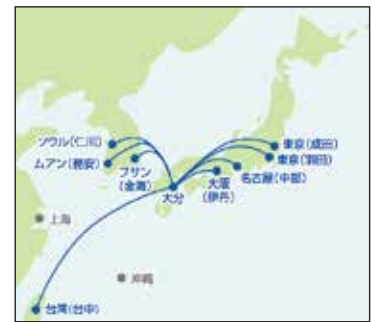 ソウル(仁川)
ムアン(務安)
フサン
(金海)
大分
大阪
(伊丹)
名古屋(中部)
東京(成田)
東京(羽田)
上海
沖縄
台湾(台中)